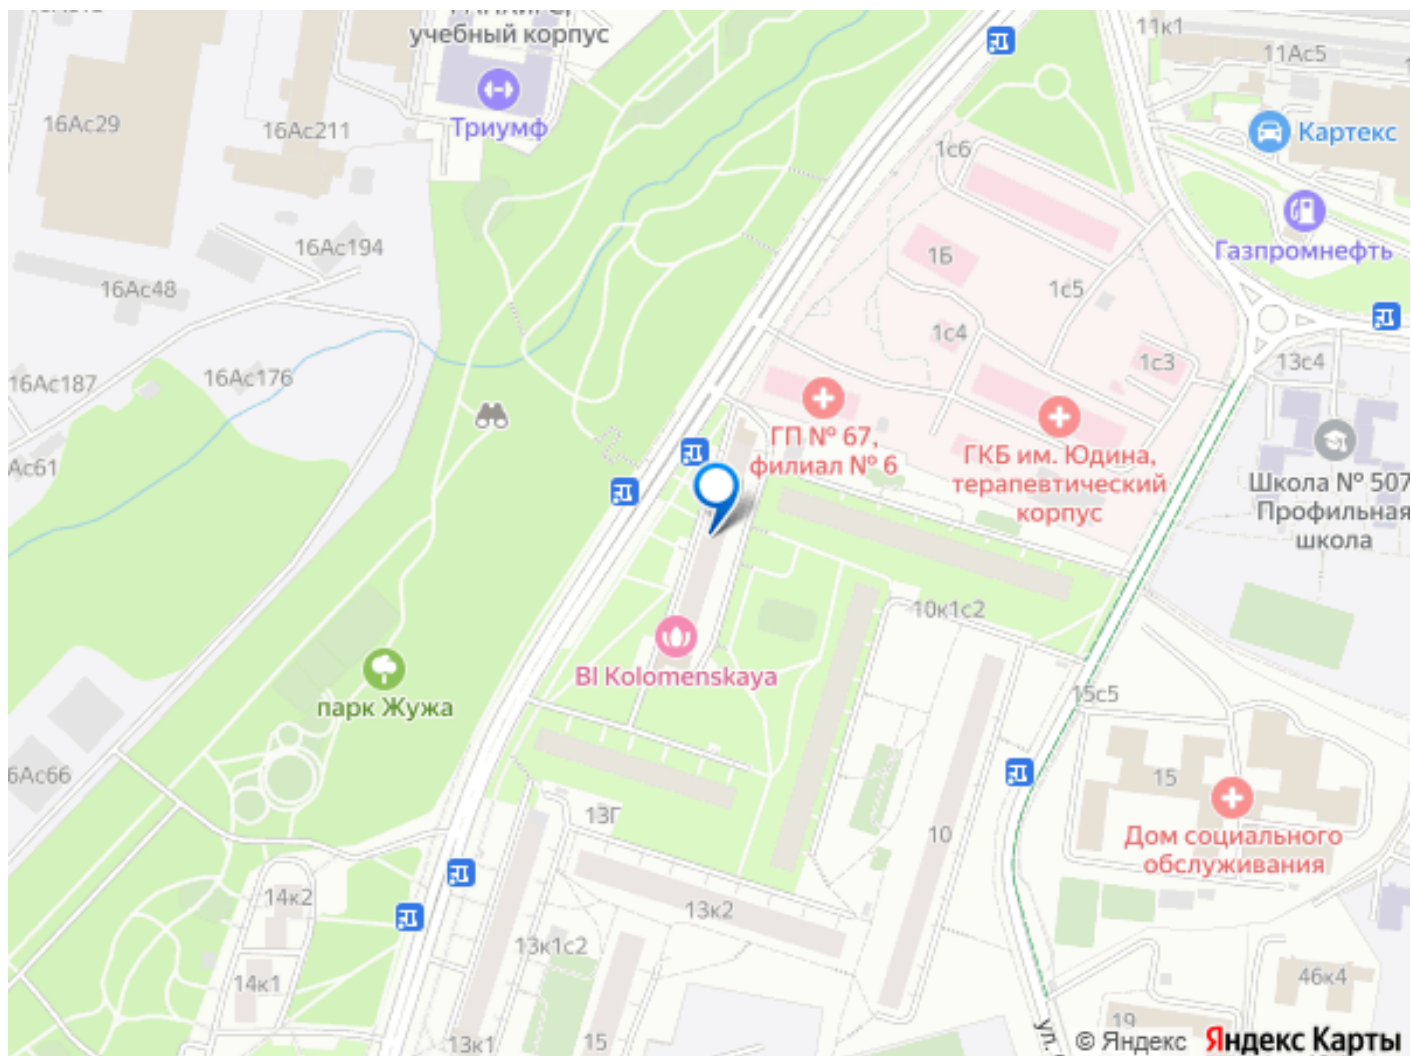 учебный корпус
11к1
11Ас5
16Ас29
16Ас211
Триумф
Картекс
1с6
16Ас194
1Б
Газпромнефть
16Ас48
1с5
1с4
1с3
13с4
16Ас187
16Ас176
ГП № 67,
филиал № 6
ГКБ им. Юдина,
терапевтический
корпус
Школа № 507
Профильная
школа
Ас61
10к1с2
BI Kolomenskaya
15с5
парк Жужа
6Ас66
15
13Г
10
Дом социального
обслуживания
14к2
13к2
13к1с2
14к1
46к4
19
ул.
13к1
15
© Яндекс
Яндекс Карты